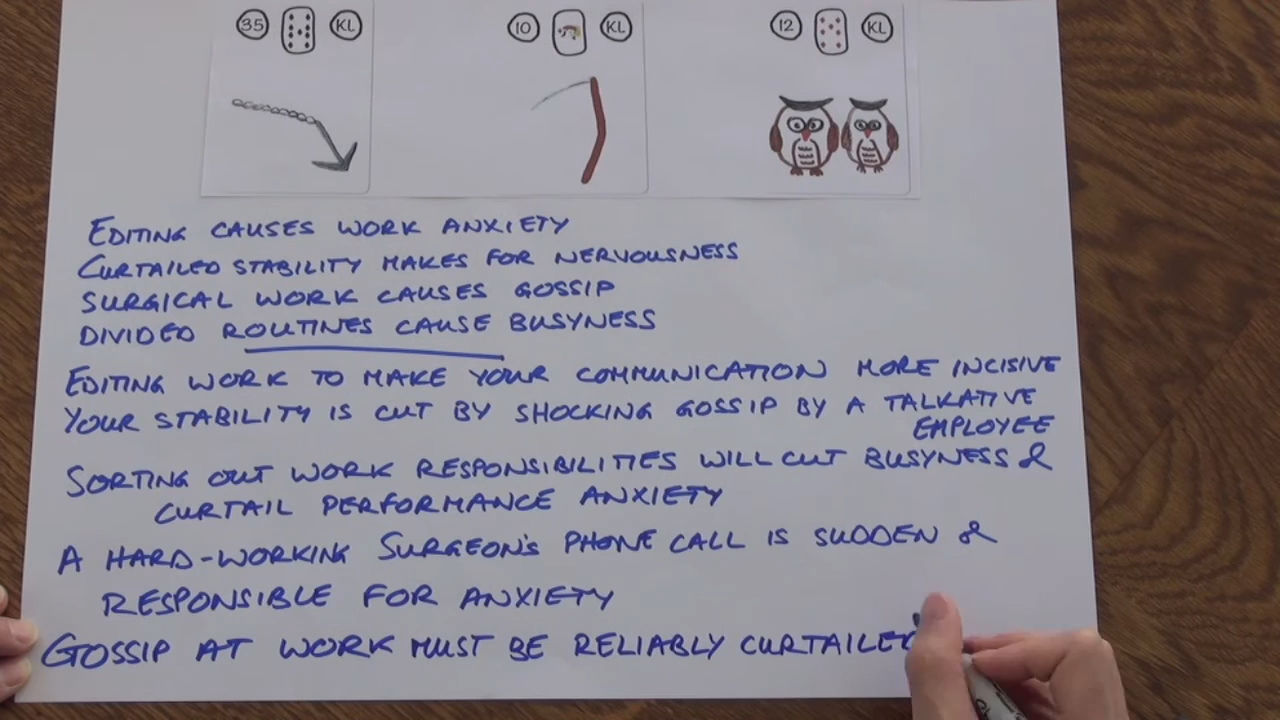 35 KL 10 KL 12 KL
EDITING CAUSES WORK ANXIETY
CURTAILED STABILITY MAKES FOR NERVOUSNESS
SURGICAL WORK CAUSES GOSSIP
DIVIDED ROUTINES CAUSE BUSYNESS
EDITING WORK TO MAKE YOUR COMMUNICATION MORE INCISIVE
YOUR STABILITY IS CUT BY SHOCKING GOSSIP BY A TALKATIVE
EMPLOYEE
SORTING OUT WORK RESPONSIBILITIES WILL CUT BUSYNESS &
CURTAIL PERFORMANCE ANXIETY
A HARD-WORKING SURGEON'S PHONE CALL IS SUDDEN &
RESPONSIBLE FOR ANXIETY
GOSSIP AT WORK MUST BE RELIABLY CURTAILED